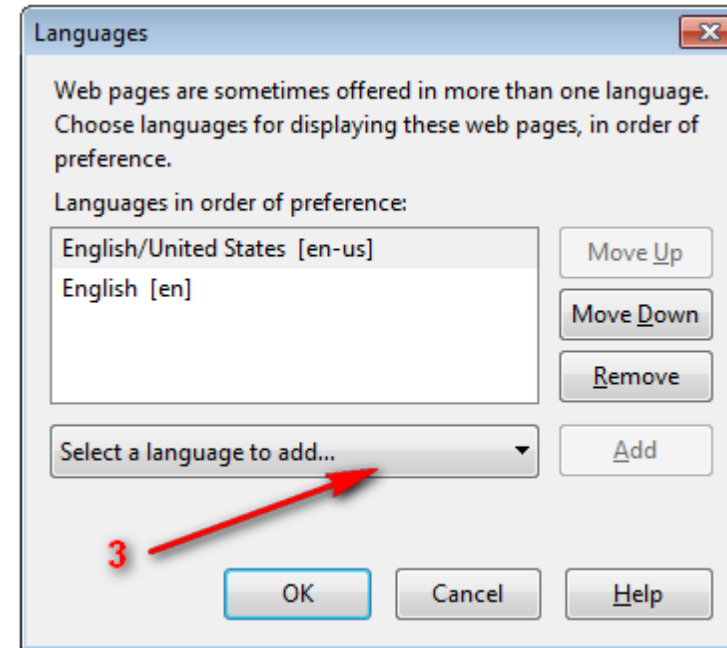 Languages
Web pages are sometimes offered in more than one language.
Choose languages for displaying these web pages, in order of
preference.
Languages in order of preference:
English/United States [en-us]
English [en]
Move Up
Move Down
Remove
Select a language to add...
Add
3
OK
Cancel
Help